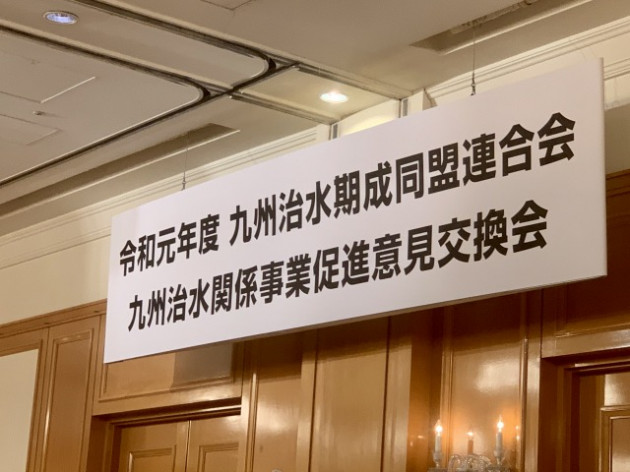 令和元年度 九州治水期成同盟連合会
九州治水関係事業促進意見交換会